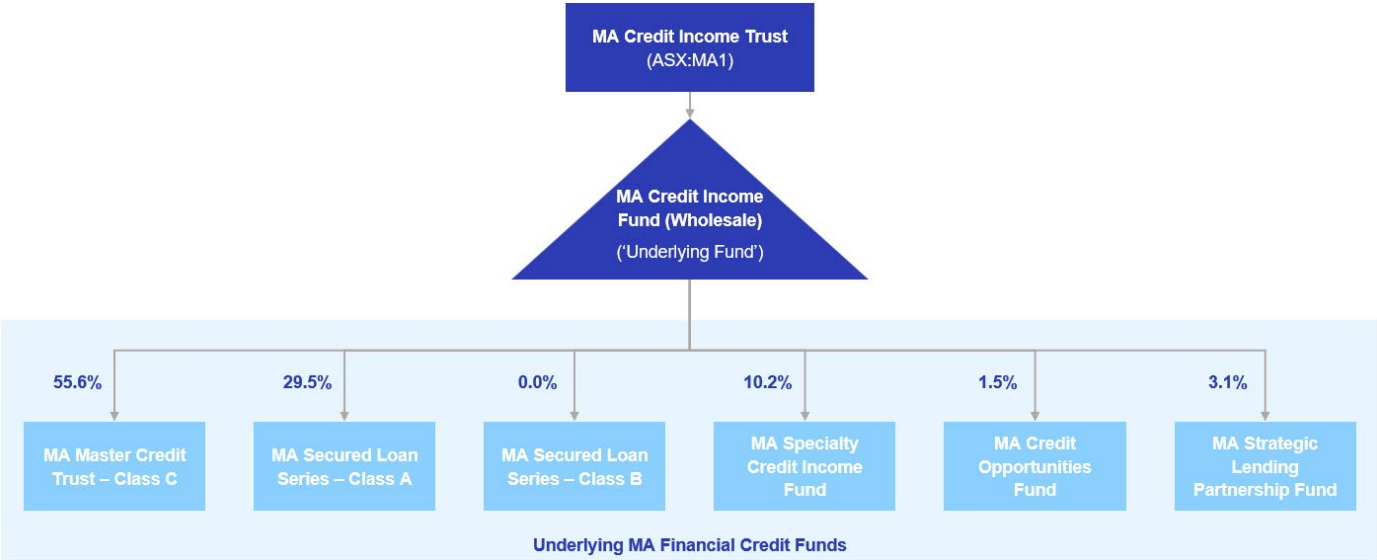 MA Credit Income Trust
(ASX:MA1)
MA Credit Income
Fund (Wholesale)
(‘Underlying Fund’)
55.6%
29.5%
0.0%
10.2%
1.5%
3.1%
MA Master Credit
Trust – Class C
MA Secured Loan
Series – Class A
MA Secured Loan
Series – Class B
MA Specialty
Credit Income
Fund
MA Credit
Opportunities
Fund
MA Strategic
Lending
Partnership Fund
Underlying MA Financial Credit Funds